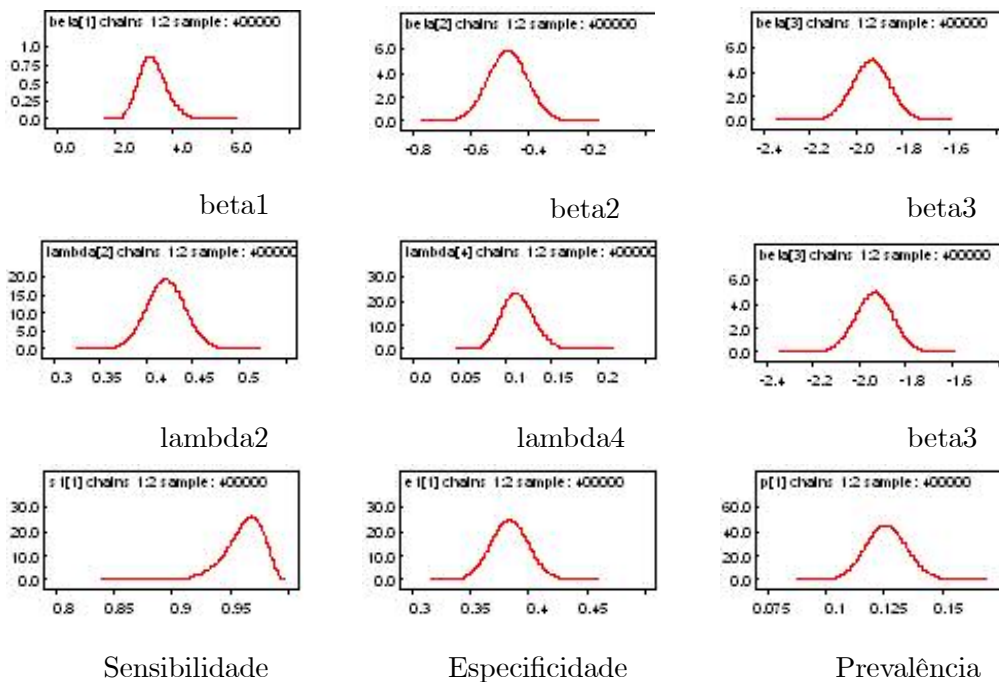 beta[1] chains 1:2 sample: 400000
1.0
0.75
0.5
0.25
0.0
0.0 2.0 4.0 6.0
beta1
beta[2] chains 1:2 sample: 400000
6.0
4.0
2.0
0.0
-0.8 -0.6 -0.4 -0.2
beta2
beta[3] chains 1:2 sample: 400000
6.0
4.0
2.0
0.0
-2.4 -2.2 -2.0 -1.8 -1.6
beta3
lambda[2] chains 1:2 sample: 400000
20.0
15.0
10.0
5.0
0.0
0.3 0.35 0.4 0.45 0.5
lambda2
lambda[4] chains 1:2 sample: 400000
30.0
20.0
10.0
0.0
0.0 0.05 0.1 0.15 0.2
lambda4
beta[3] chains 1:2 sample: 400000
6.0
4.0
2.0
0.0
-2.4 -2.2 -2.0 -1.8 -1.6
beta3
s1[1] chains 1:2 sample: 400000
30.0
20.0
10.0
0.0
0.8 0.85 0.9 0.95
Sensibilidade
e1[1] chains 1:2 sample: 400000
30.0
20.0
10.0
0.0
0.3 0.35 0.4 0.45
Especificidade
p[1] chains 1:2 sample: 400000
60.0
40.0
20.0
0.0
0.075 0.1 0.125 0.15
Prevalência